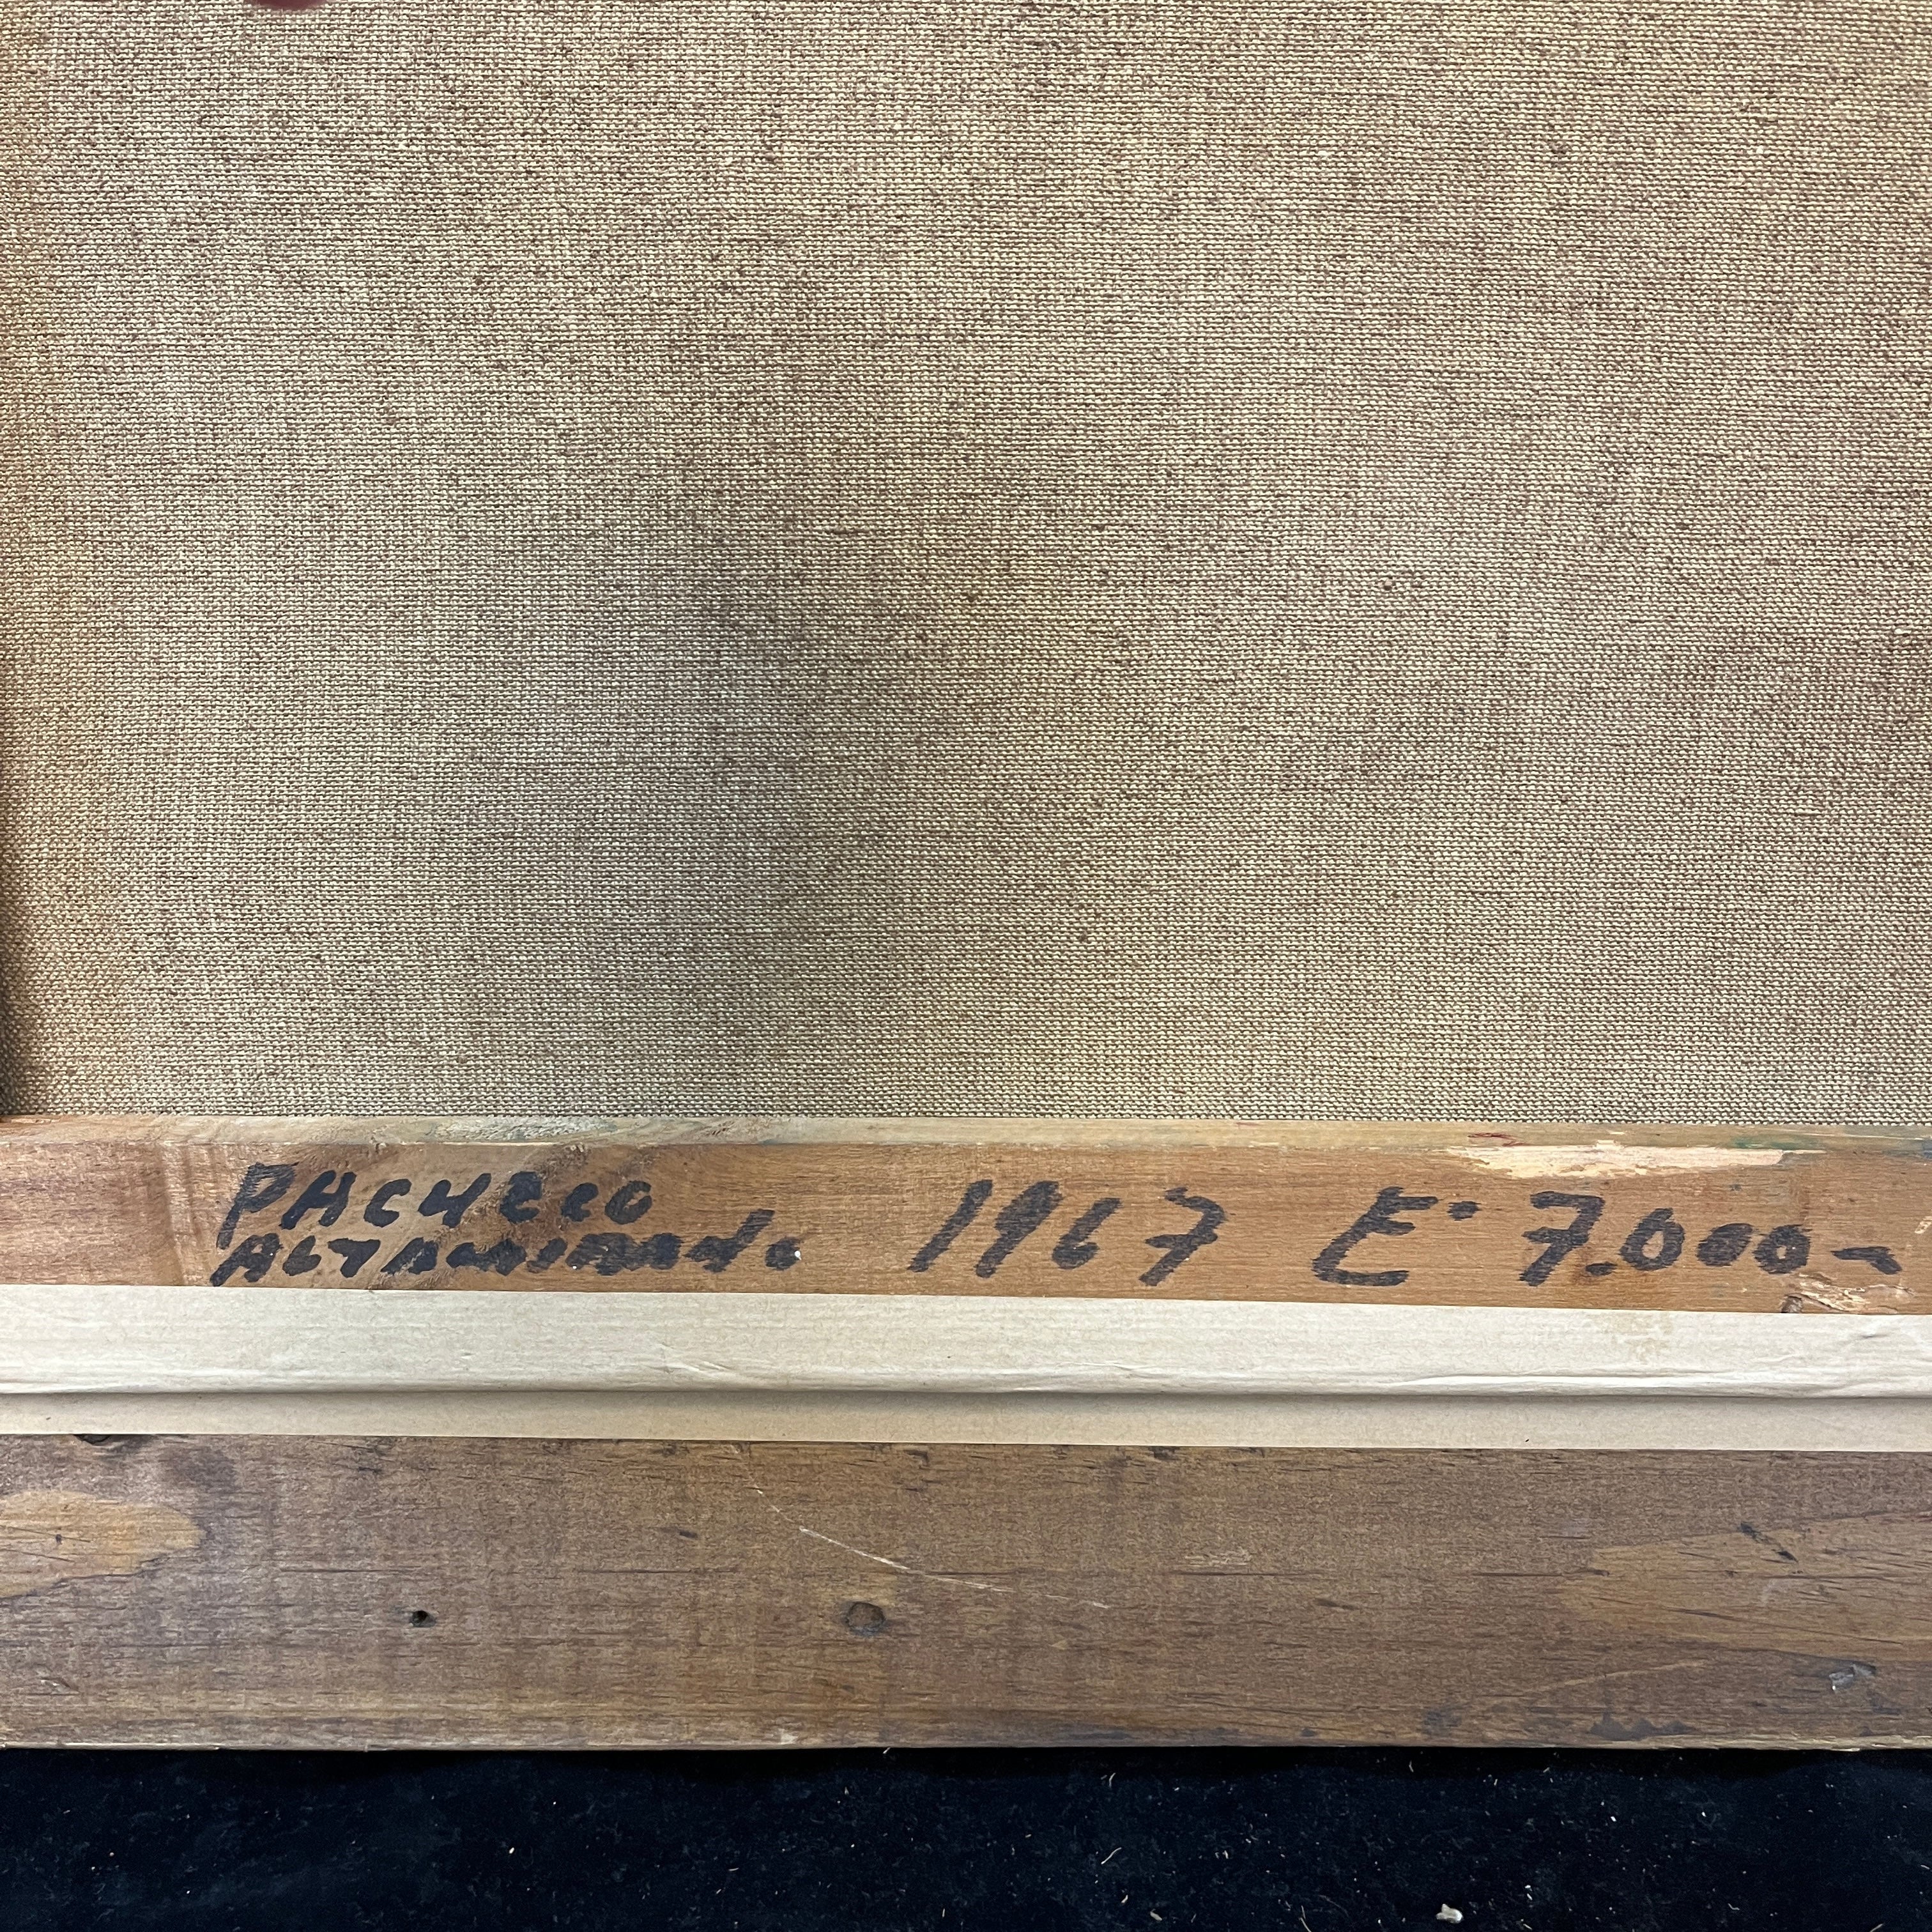 PACHECO 1967 E° 7.000-
ALTAMIRANO